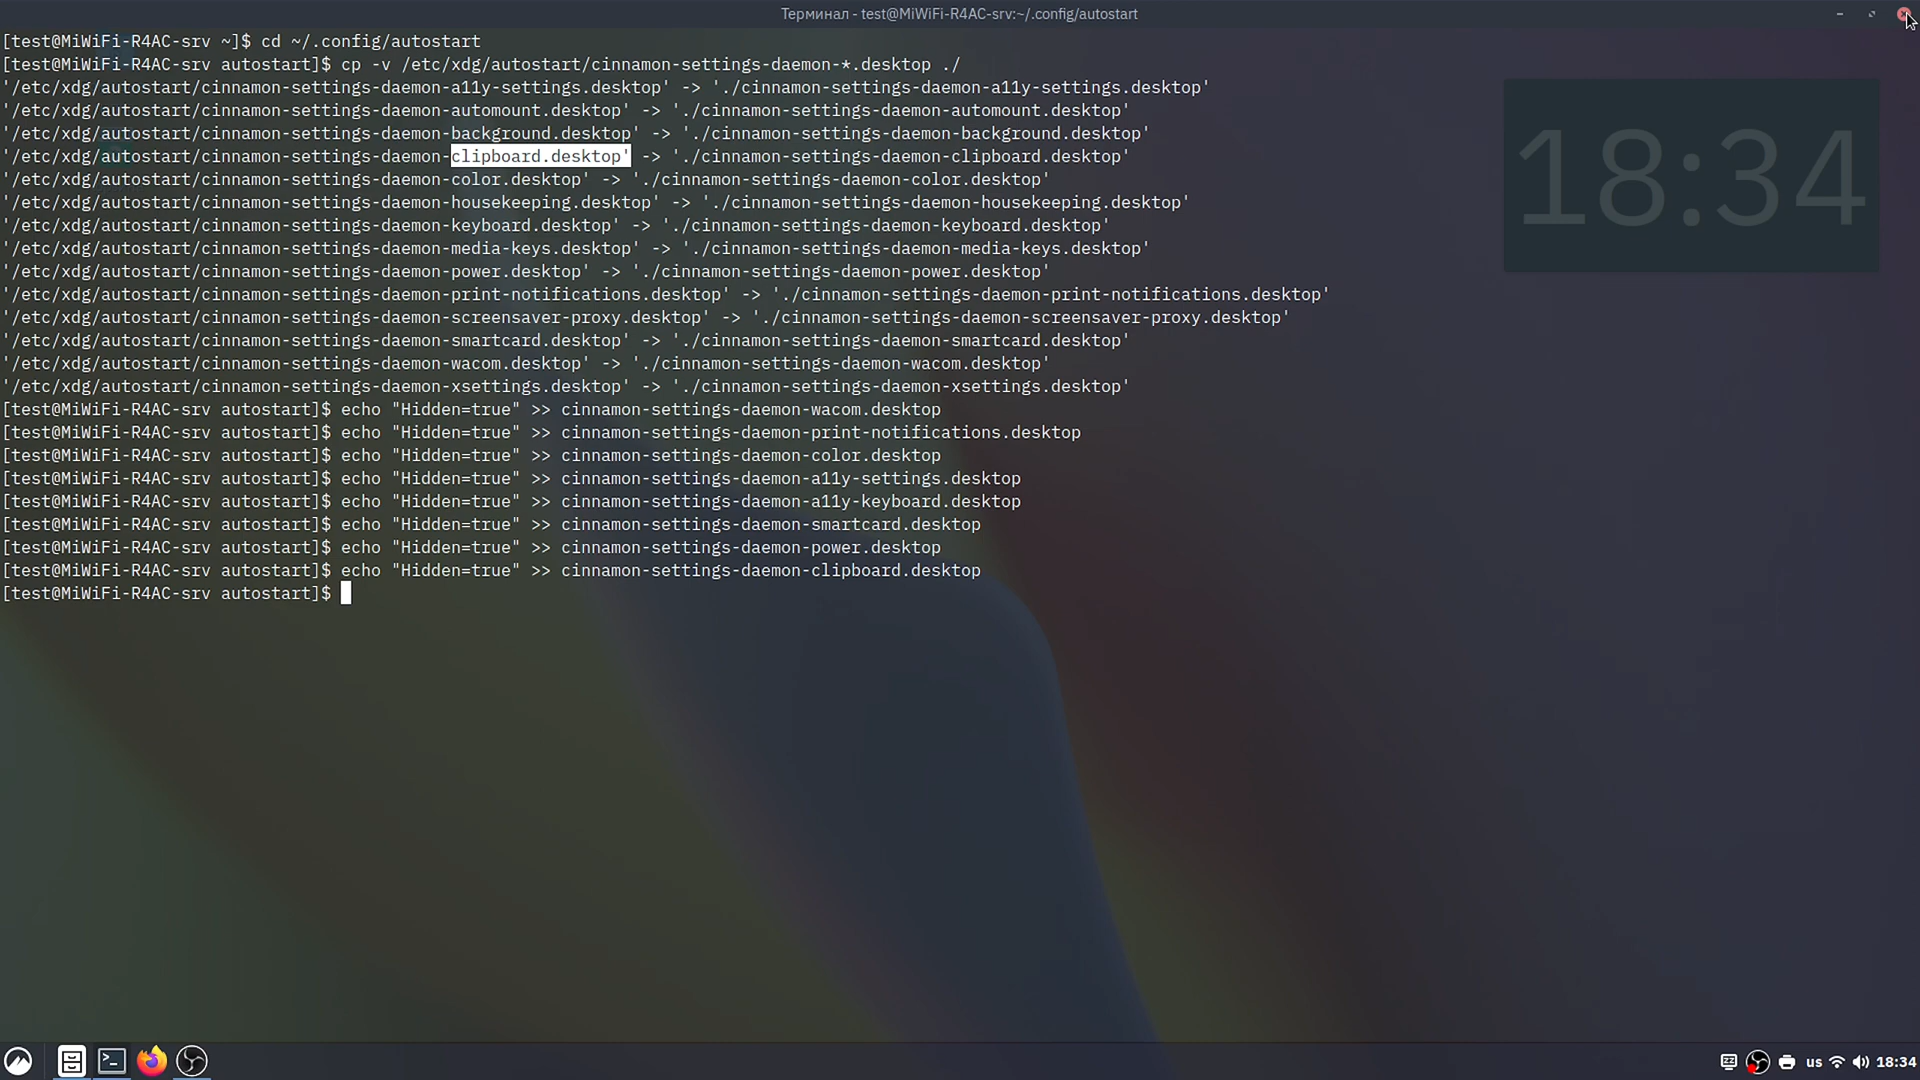 Терминал - test@MiWiFi-R4AC-srv:~/.config/autostart
[test@MiWiFi-R4AC-srv ~]$ cd ~/.config/autostart
[test@MiWiFi-R4AC-srv autostart]$ cp -v /etc/xdg/autostart/cinnamon-settings-daemon-*.desktop ./
'/etc/xdg/autostart/cinnamon-settings-daemon-a11y-settings.desktop' -> './cinnamon-settings-daemon-a11y-settings.desktop'
'/etc/xdg/autostart/cinnamon-settings-daemon-automount.desktop' -> './cinnamon-settings-daemon-automount.desktop'
'/etc/xdg/autostart/cinnamon-settings-daemon-background.desktop' -> './cinnamon-settings-daemon-background.desktop'
'/etc/xdg/autostart/cinnamon-settings-daemon-clipboard.desktop' -> './cinnamon-settings-daemon-clipboard.desktop'
'/etc/xdg/autostart/cinnamon-settings-daemon-color.desktop' -> './cinnamon-settings-daemon-color.desktop'
'/etc/xdg/autostart/cinnamon-settings-daemon-housekeeping.desktop' -> './cinnamon-settings-daemon-housekeeping.desktop'
'/etc/xdg/autostart/cinnamon-settings-daemon-keyboard.desktop' -> './cinnamon-settings-daemon-keyboard.desktop'
'/etc/xdg/autostart/cinnamon-settings-daemon-media-keys.desktop' -> './cinnamon-settings-daemon-media-keys.desktop'
'/etc/xdg/autostart/cinnamon-settings-daemon-power.desktop' -> './cinnamon-settings-daemon-power.desktop'
'/etc/xdg/autostart/cinnamon-settings-daemon-print-notifications.desktop' -> './cinnamon-settings-daemon-print-notifications.desktop'
'/etc/xdg/autostart/cinnamon-settings-daemon-screensaver-proxy.desktop' -> './cinnamon-settings-daemon-screensaver-proxy.desktop'
'/etc/xdg/autostart/cinnamon-settings-daemon-smartcard.desktop' -> './cinnamon-settings-daemon-smartcard.desktop'
'/etc/xdg/autostart/cinnamon-settings-daemon-wacom.desktop' -> './cinnamon-settings-daemon-wacom.desktop'
'/etc/xdg/autostart/cinnamon-settings-daemon-xsettings.desktop' -> './cinnamon-settings-daemon-xsettings.desktop'
[test@MiWiFi-R4AC-srv autostart]$ echo "Hidden=true" >> cinnamon-settings-daemon-wacom.desktop
[test@MiWiFi-R4AC-srv autostart]$ echo "Hidden=true" >> cinnamon-settings-daemon-print-notifications.desktop
[test@MiWiFi-R4AC-srv autostart]$ echo "Hidden=true" >> cinnamon-settings-daemon-color.desktop
[test@MiWiFi-R4AC-srv autostart]$ echo "Hidden=true" >> cinnamon-settings-daemon-a11y-settings.desktop
[test@MiWiFi-R4AC-srv autostart]$ echo "Hidden=true" >> cinnamon-settings-daemon-a11y-keyboard.desktop
[test@MiWiFi-R4AC-srv autostart]$ echo "Hidden=true" >> cinnamon-settings-daemon-smartcard.desktop
[test@MiWiFi-R4AC-srv autostart]$ echo "Hidden=true" >> cinnamon-settings-daemon-power.desktop
[test@MiWiFi-R4AC-srv autostart]$ echo "Hidden=true" >> cinnamon-settings-daemon-clipboard.desktop
[test@MiWiFi-R4AC-srv autostart]$
18:34
us 18:34